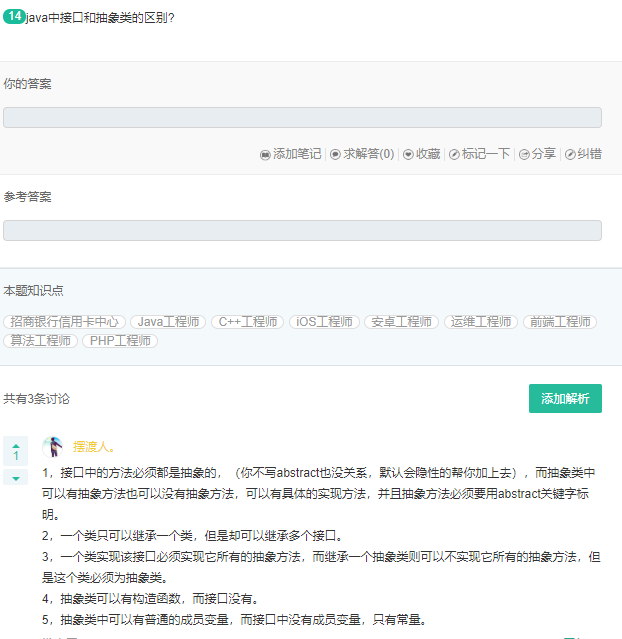 14 java中接口和抽象类的区别?
你的答案
添加笔记 求解答(0) 收藏 标记一下 分享 纠错
参考答案
本题知识点
招商银行信用卡中心 Java工程师 C++工程师 iOS工程师 安卓工程师 运维工程师 前端工程师
算法工程师 PHP工程师
共有3条讨论 添加解析
1 摆渡人。
1，接口中的方法必须都是抽象的，（你不写abstract也没关系，默认会隐性的帮你加上去），而抽象类中
可以有抽象方法也可以没有抽象方法，可以有具体的实现方法，并且抽象方法必须要用abstract关键字标
明。
2，一个类只可以继承一个类，但是却可以继承多个接口。
3，一个类实现该接口必须实现它所有的抽象方法，而继承一个抽象类则可以不实现它所有的抽象方法，但
是这个类必须为抽象类。
4，抽象类可以有构造函数，而接口没有。
5，抽象类中可以有普通的成员变量，而接口中没有成员变量，只有常量。